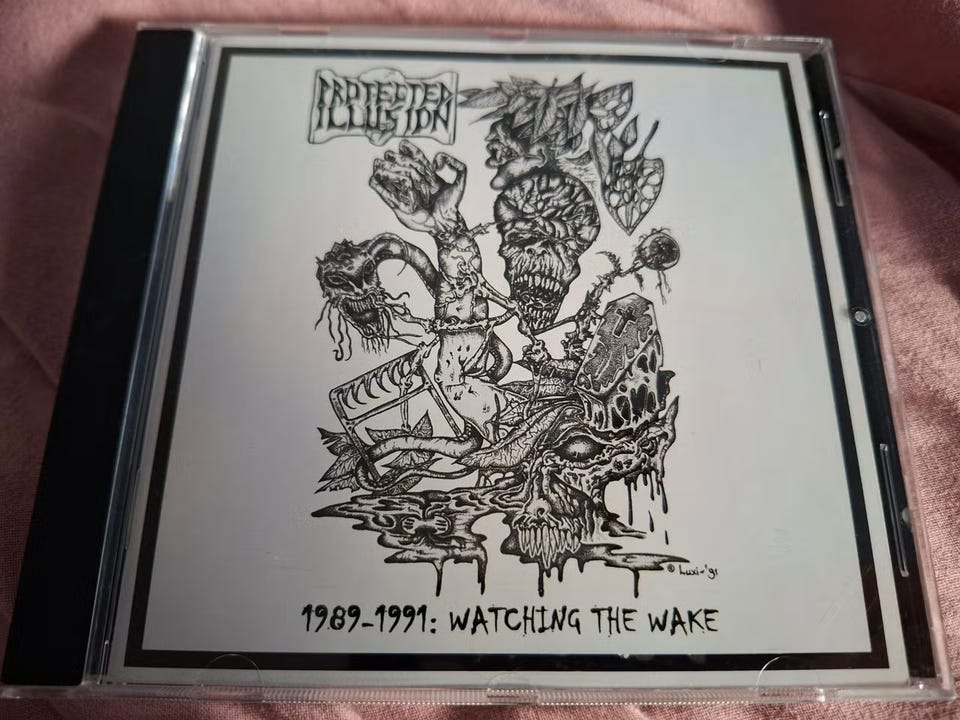 PROTECTED
ILLUSION
© Luxi-'91
1989-1991: WATCHING THE WAKE